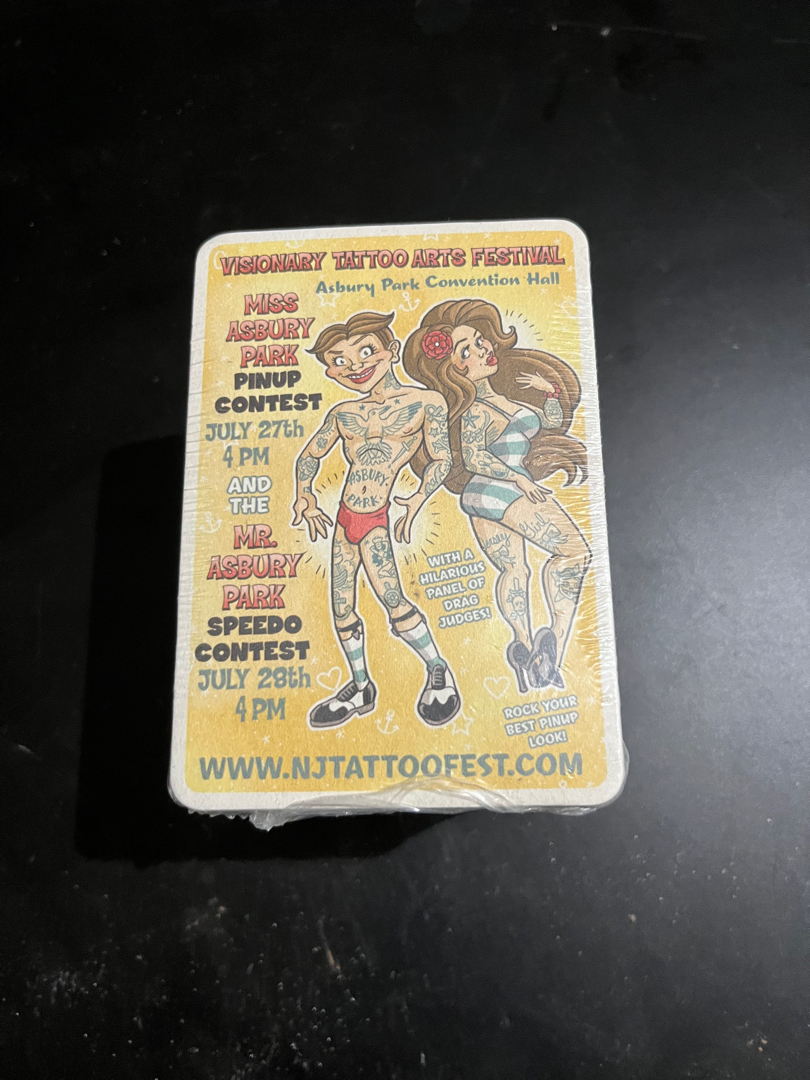 VISIONARY TATTOO ARTS FESTIVAL
Asbury Park Convention Hall
MISS
ASBURY
PARK
PINUP
CONTEST
JULY 27th
4 PM
AND
THE
MR.
ASBURY
PARK
SPEEDO
CONTEST
JULY 28th
4 PM
ASBURY
PARK
WITH A
HILARIOUS
PANEL OF
DRAG
JUDGES!
ROCK YOUR
BEST PINUP
LOOK!
WWW.NJTATTOOFEST.COM